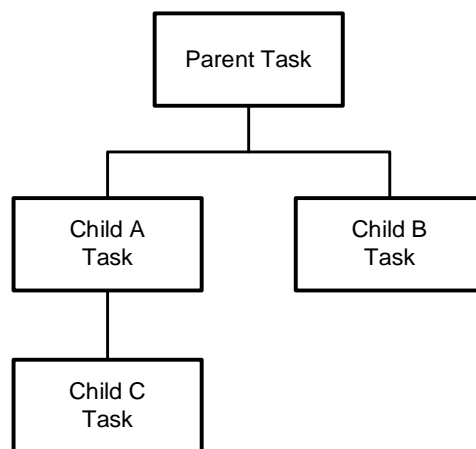 Parent Task
Child A
Task
Child B
Task
Child C
Task